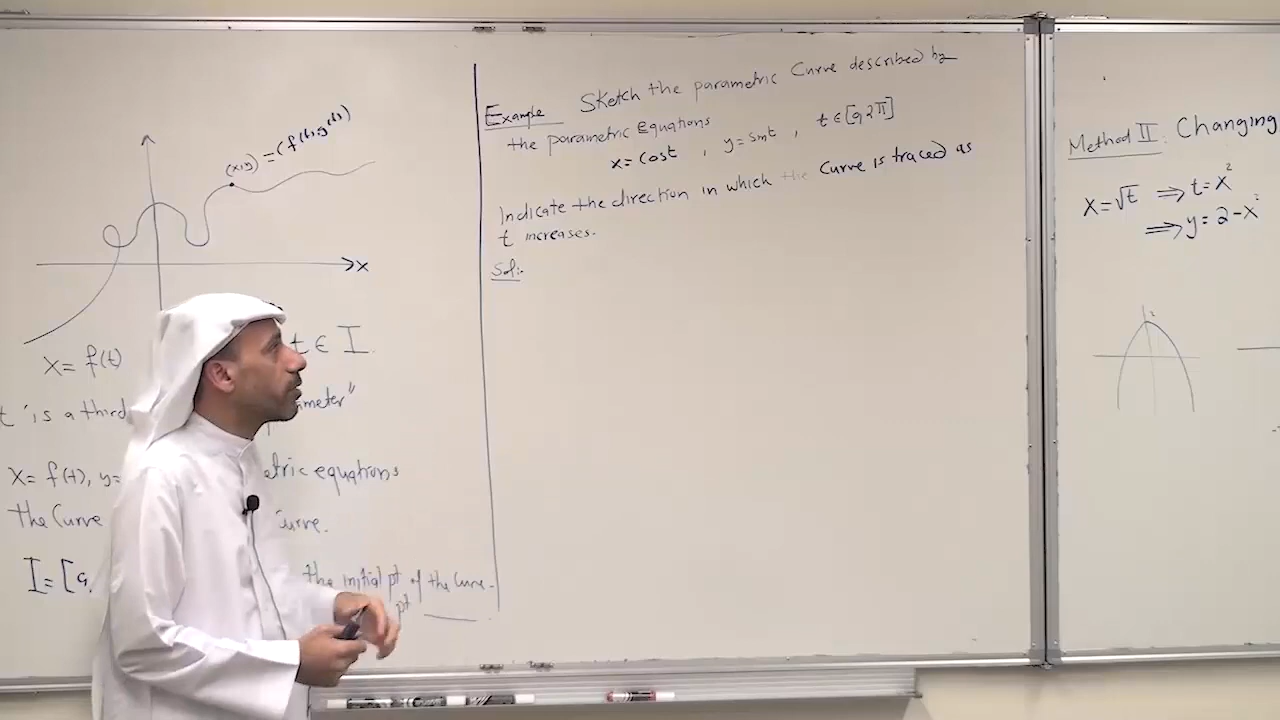 (x,y) = (f(t), g(t))
x
x = f(t)
t ∈ I
t is a third
meter"
x = f(t), y =
etric equations
the Curve
Curve.
I = [a,
the initial pt of the curve.
pt
Example Sketch the parametric Curve described by
the parametric Equations
x = cost , y = sint , t ∈ [0, 2π]
Indicate the direction in which the Curve is traced as
t increases.
Sol:-
Method II: Changing
x = √t ⟹ t = x²
⟹ y = 2 - x²
2